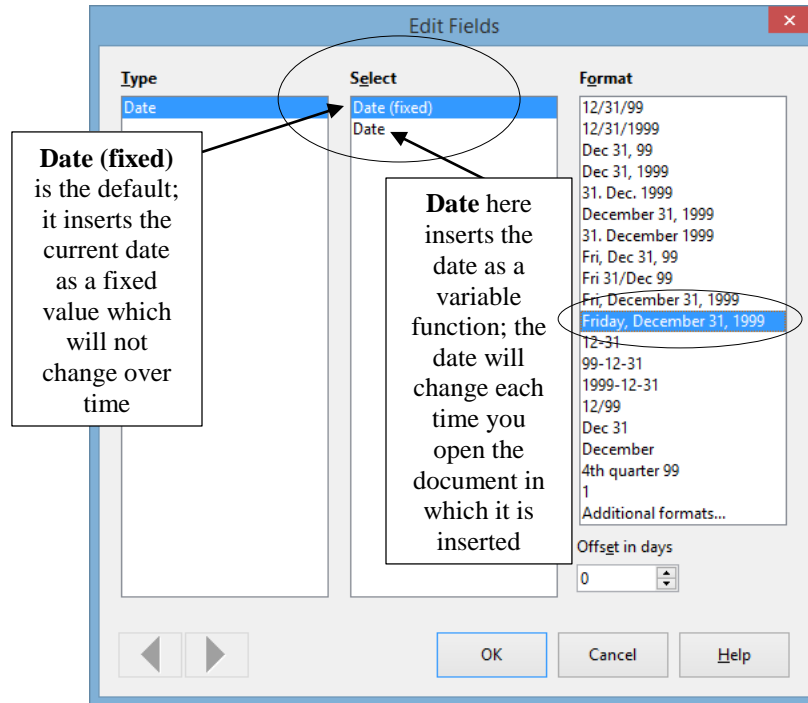 Edit Fields
×
Type
Date
Select
Date (fixed)
Date
Format
12/31/99
12/31/1999
Dec 31, 99
Dec 31, 1999
31. Dec. 1999
December 31, 1999
31. December 1999
Fri, Dec 31, 99
Fri 31/Dec 99
Fri, December 31, 1999
Friday, December 31, 1999
12-31
99-12-31
1999-12-31
12/99
Dec 31
December
4th quarter 99
1
Additional formats...
Date (fixed)
is the default;
it inserts the
current date
as a fixed
value which
will not
change over
time
Date here
inserts the
date as a
variable
function; the
date will
change each
time you
open the
document in
which it is
inserted
Offset in days
0
OK
Cancel
Help